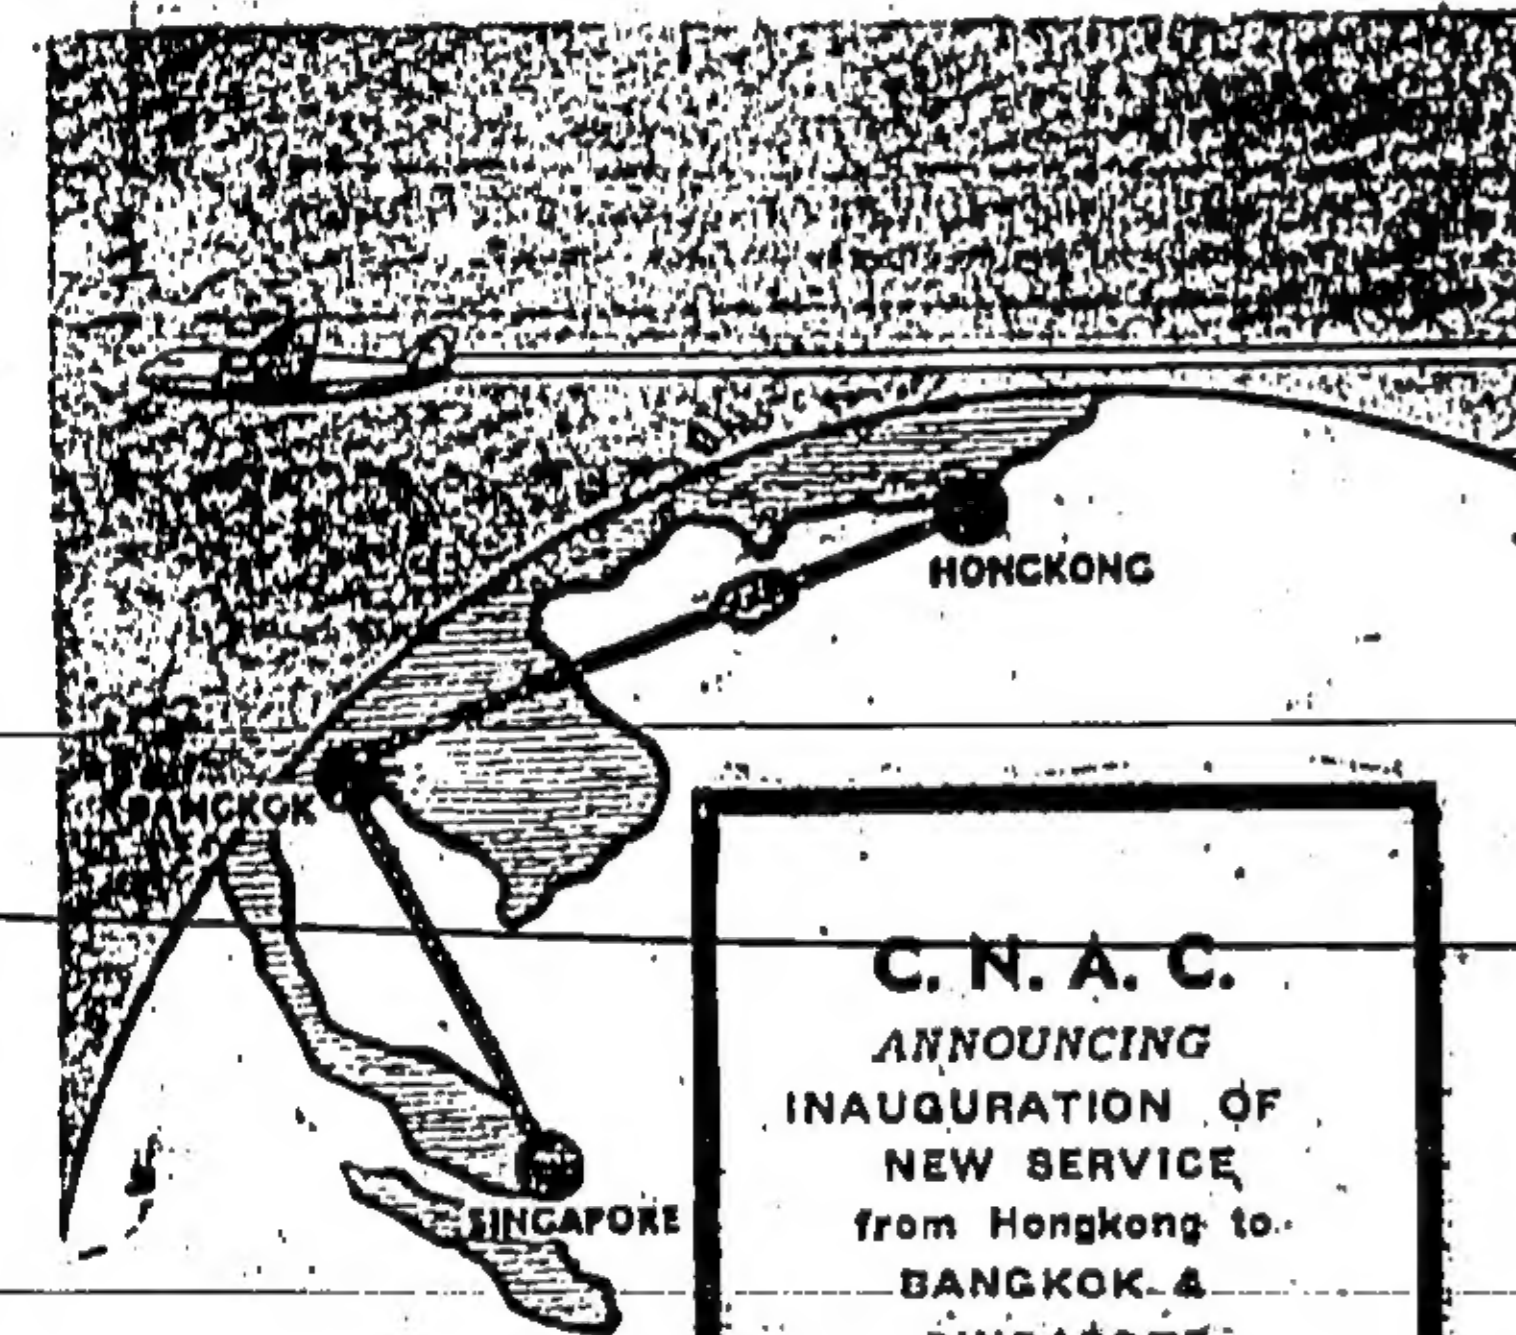 HONGKONG
BANGKOK
SINGAPORE
C. N. A. C.
ANNOUNCING
INAUGURATION OF
NEW SERVICE
from Hongkong to
BANGKOK &